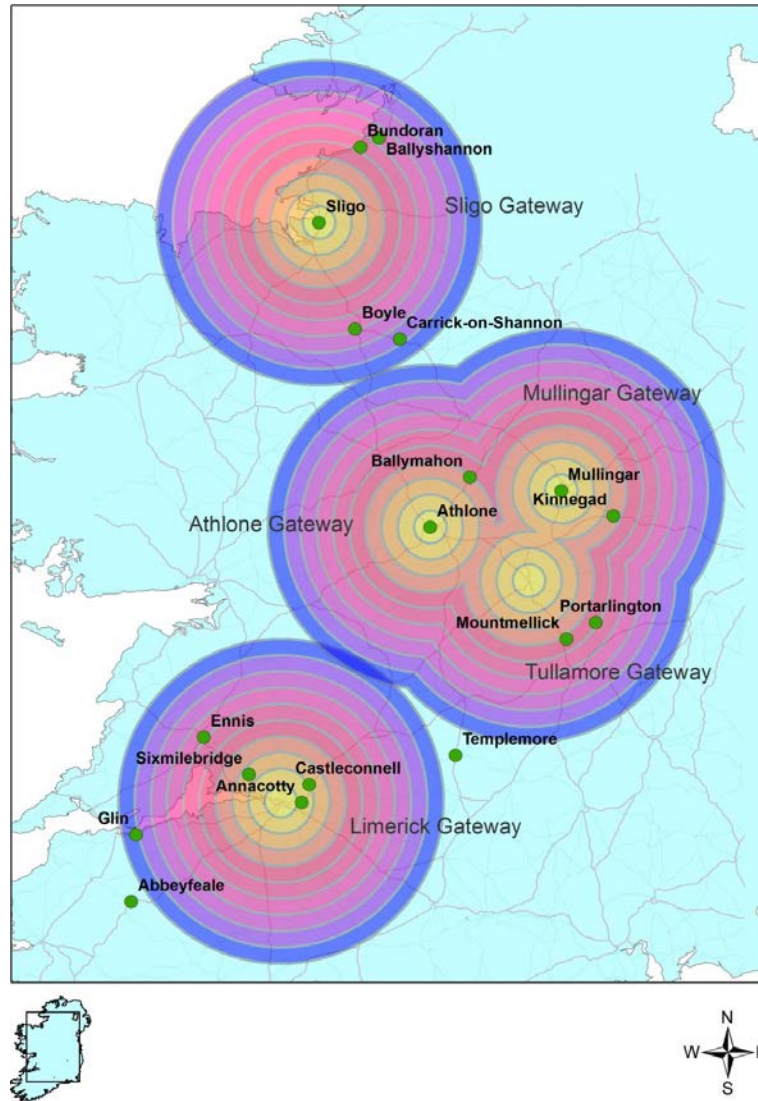 Bundoran
Ballyshannon
Sligo
Sligo Gateway
Boyle
Carrick-on-Shannon
Mullingar Gateway
Ballymahon
Mullingar
Kinnegad
Athlone
Athlone Gateway
Portarlington
Mountmellick
Tullamore Gateway
Ennis
Templemore
Sixmilebridge
Castleconnell
Annacotty
Glin
Limerick Gateway
Abbeyfeale
N
W
S